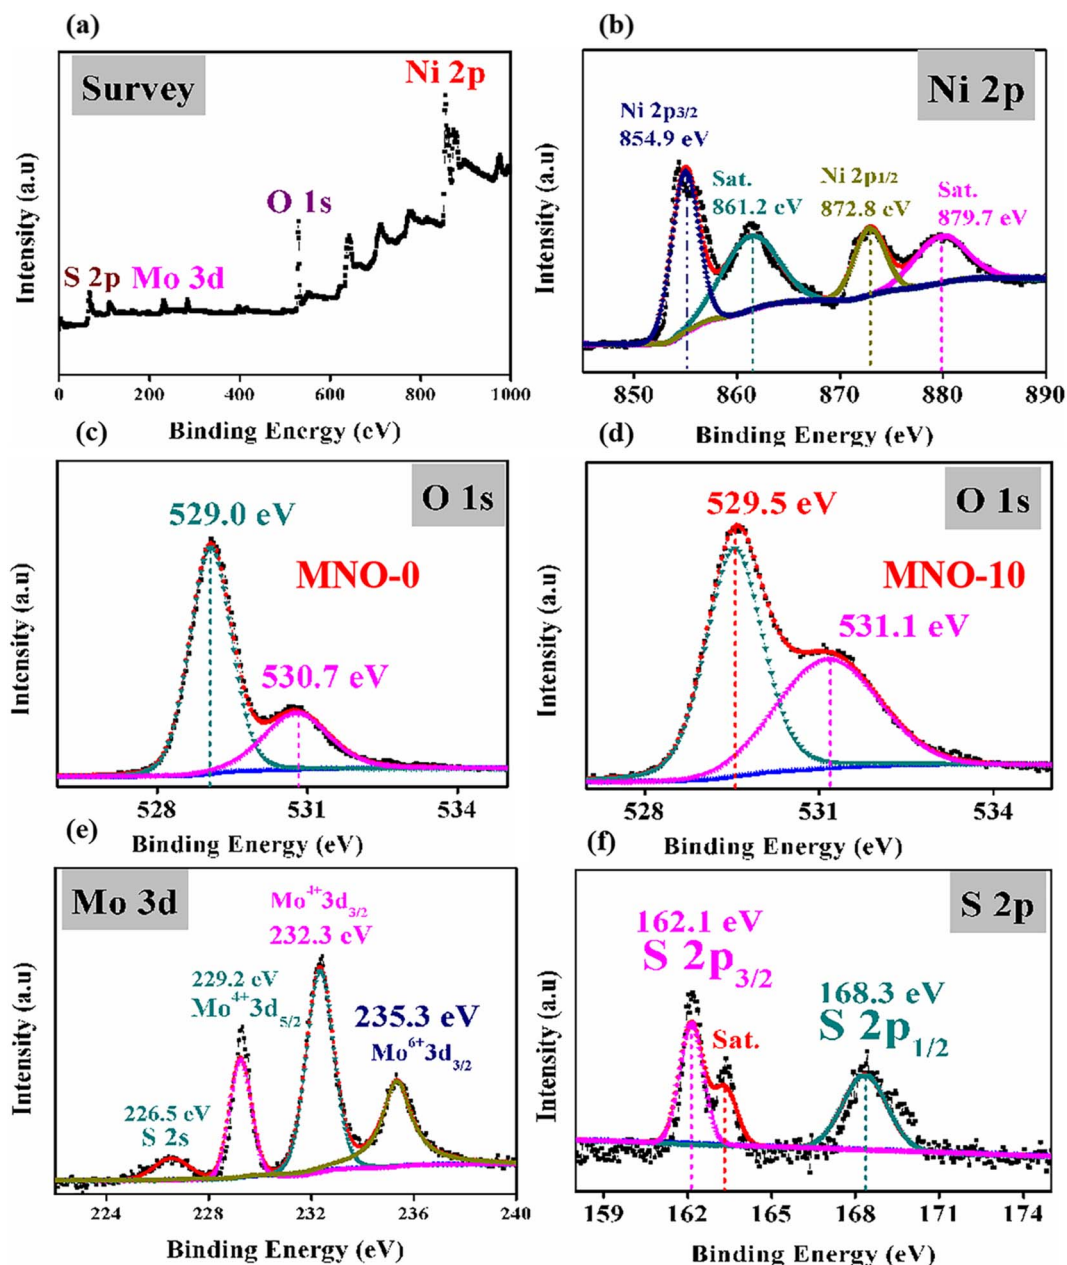 (a)
Survey
Ni 2p
O 1s
S 2p
Mo 3d
Intensity (a.u)
0 200 400 600 800 1000
Binding Energy (eV)
(b)
Ni 2p
Ni 2p3/2
854.9 eV
Sat.
861.2 eV
Ni 2p1/2
872.8 eV
Sat.
879.7 eV
Intensity (a.u)
850 860 870 880 890
Binding Energy (eV)
(c)
O 1s
529.0 eV
MNO-0
530.7 eV
Intensity (a.u)
528 531 534
Binding Energy (eV)
(d)
O 1s
529.5 eV
MNO-10
531.1 eV
Intensity (a.u)
528 531 534
Binding Energy (eV)
(e)
Mo 3d
Mo4+3d3/2
232.3 eV
229.2 eV
Mo4+3d5/2
235.3 eV
Mo6+3d3/2
226.5 eV
S 2s
Intensity (a.u)
224 228 232 236 240
Binding Energy (eV)
(f)
S 2p
162.1 eV
S 2p3/2
Sat.
168.3 eV
S 2p1/2
Intensity (a.u)
159 162 165 168 171 174
Binding Energy (eV)